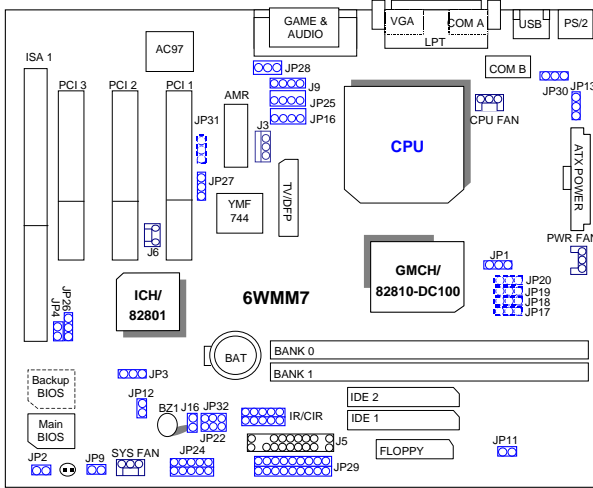 GAME &
AUDIO
VGA
COM A
LPT
USB
PS/2
ISA 1
AC97
PCI 3
PCI 2
PCI 1
JP28
J9
JP25
JP16
AMR
J3
JP31
JP27
COM B
JP30
JP13
CPU FAN
CPU
ATX POWER
TV/DFP
YMF
744
J6
PWR FAN
JP1
GMCH/
82810-DC100
JP20
JP19
JP18
JP17
ICH/
82801
6WMM7
JP26
JP4
BAT
BANK 0
BANK 1
JP3
Backup
BIOS
JP12
BZ1
J16
JP32
JP22
IR/CIR
IDE 2
IDE 1
Main
BIOS
J5
FLOPPY
JP11
JP2
JP9
SYS FAN
JP24
JP29